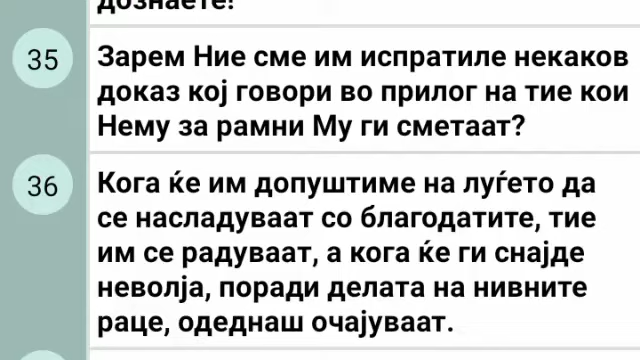 дознаете!
35
Зарем Ние сме им испратиле некаков
доказ кој говори во прилог на тие кои
Нему за рамни Му ги сметаат?
36
Кога ќе им допуштиме на луѓето да
се насладуваат со благодатите, тие
им се радуваат, а кога ќе ги снајде
неволја, поради делата на нивните
раце, одеднаш очајуваат.